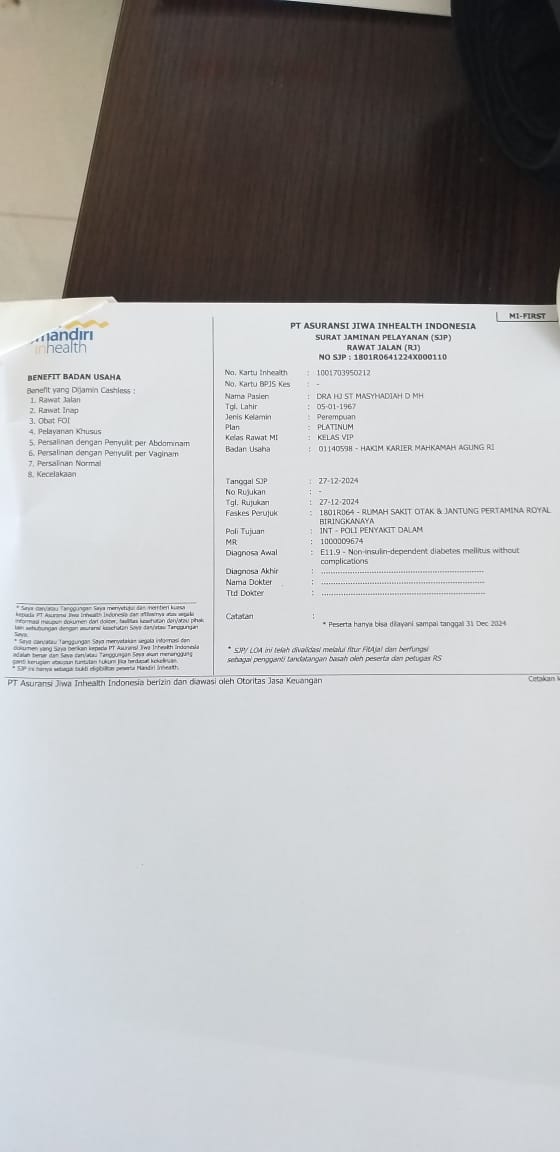 MI-FIRST
mandiri
inhealth
PT ASURANSI JIWA INHEALTH INDONESIA
SURAT JAMINAN PELAYANAN (SJP)
RAWAT JALAN (RJ)
NO SJP : 1801R0641224X000110
BENEFIT BADAN USAHA
Benefit yang Dijamin Cashless :
1. Rawat Jalan
2. Rawat Inap
3. Obat FOI
4. Pelayanan Khusus
5. Persalinan dengan Penyulit per Abdominam
6. Persalinan dengan Penyulit per Vaginam
7. Persalinan Normal
8. Kecelakaan
No. Kartu Inhealth : 1001703950212
No. Kartu BPJS Kes : -
Nama Pasien : DRA HJ ST MASYHADIAH D MH
Tgl. Lahir : 05-01-1967
Jenis Kelamin : Perempuan
Plan : PLATINUM
Kelas Rawat MI : KELAS VIP
Badan Usaha : 01140598 - HAKIM KARIER MAHKAMAH AGUNG RI
Tanggal SJP : 27-12-2024
No Rujukan : -
Tgl. Rujukan : 27-12-2024
Faskes Perujuk : 1801R064 - RUMAH SAKIT OTAK & JANTUNG PERTAMINA ROYAL
BIRINGKANAYA
Poli Tujuan : INT - POLI PENYAKIT DALAM
MR : 1000009674
Diagnosa Awal : E11.9 - Non-insulin-dependent diabetes mellitus without
complications
Diagnosa Akhir : ............................................................
Nama Dokter : ............................................................
Ttd Dokter : ............................................................
Catatan :
* Peserta hanya bisa dilayani sampai tanggal 31 Dec 2024
* Saya dan/atau Tanggungan Saya menyetujui dan memberi kuasa
kepada PT Asuransi Jiwa Inhealth Indonesia dan afiliasinya atas segala
informasi maupun dokumen dari dokter, fasilitas kesehatan dan/atau pihak
lain sehubungan dengan asuransi kesehatan Saya dan/atau Tanggungan
Saya.
* Saya dan/atau Tanggungan Saya menyatakan segala informasi dan
dokumen yang Saya berikan kepada PT Asuransi Jiwa Inhealth Indonesia
adalah benar dan Saya dan/atau Tanggungan Saya akan menanggung
ganti kerugian ataupun tuntutan hukum jika terdapat kekeliruan.
* SJP ini hanya sebagai bukti eligibilitas peserta Mandiri Inhealth.
* SJP/ LOA ini telah divalidasi melalui fitur FitAja! dan berfungsi
sebagai pengganti tandatangan basah oleh peserta dan petugas RS
PT Asuransi Jiwa Inhealth Indonesia berizin dan diawasi oleh Otoritas Jasa Keuangan
Cetakan